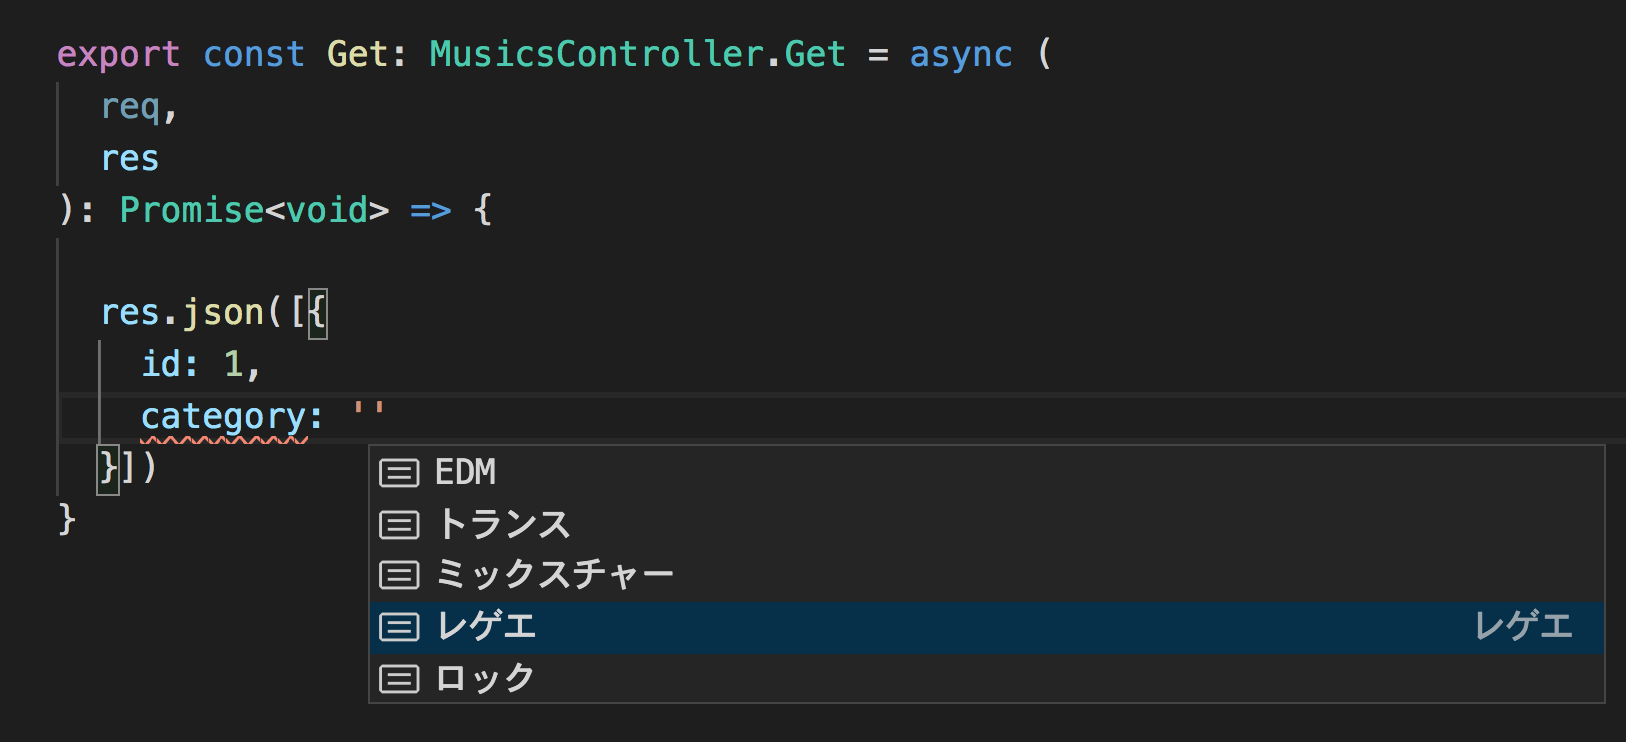 export const Get: MusicsController.Get = async (
req,
res
): Promise<void> => {
res.json([{
id: 1,
category: ''
}])
}
EDM
トランス
ミックスチャー
レゲエ レゲエ
ロック